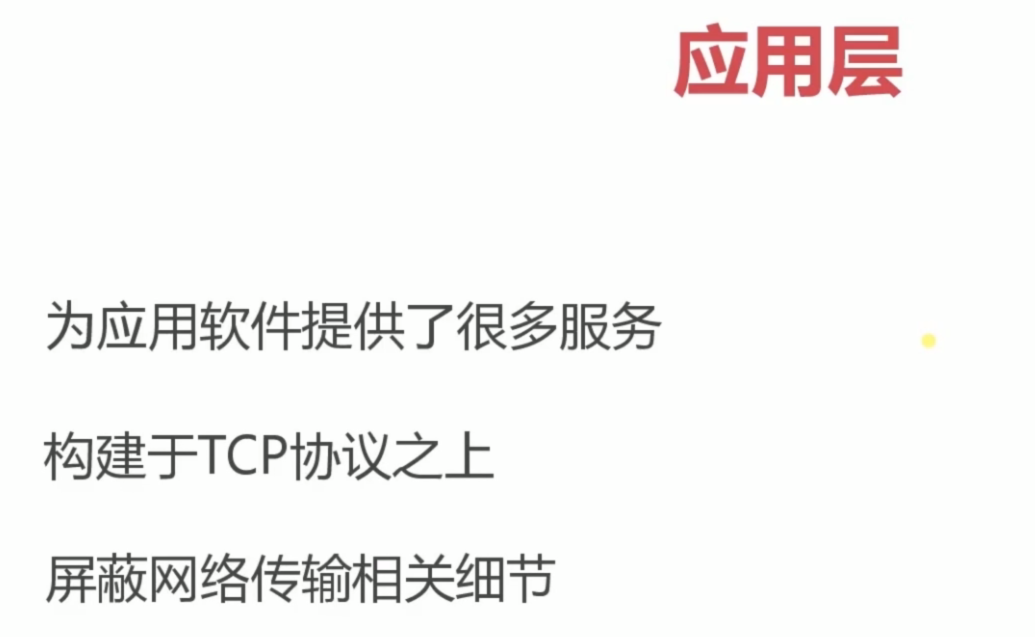 应用层
为应用软件提供了很多服务
构建于TCP协议之上
屏蔽网络传输相关细节